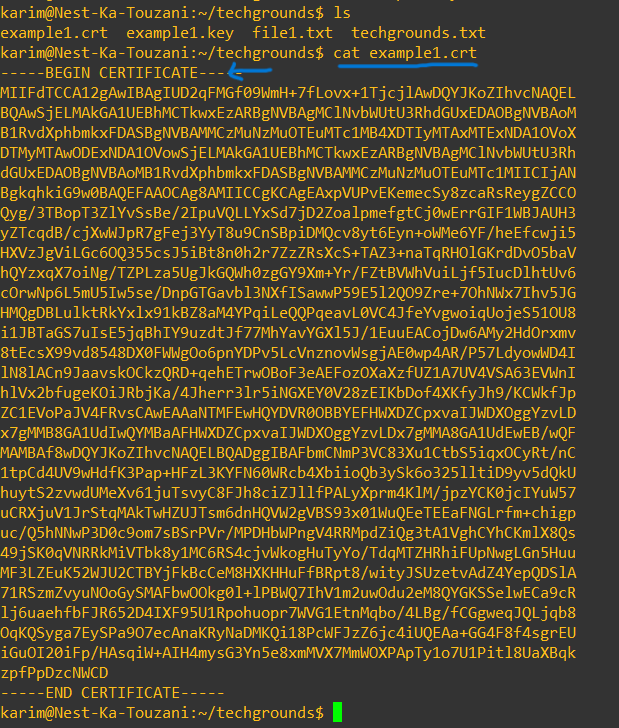 karim@Nest-Ka-Touzani:~/techgrounds$ ls
example1.crt  example1.key  file1.txt  techgrounds.txt
karim@Nest-Ka-Touzani:~/techgrounds$ cat example1.crt
-----BEGIN CERTIFICATE-----
MIIFdTCCA12gAwIBAgIUD2qFMGf09WmH+7fLovx+1TjcjlAwDQYJKoZIhvcNAQEL
BQAwSjELMAkGA1UEBhMCTkwxEzARBgNVBAgMClNvbWUtU3RhdGUxEDAOBgNVBAoM
B1RvdXphbmkxFDASBgNVBAMMCzMuNzMuOTEuMTc1MB4XDTIyMTAxMTExNDA1OVoX
DTMyMTAwODExNDA1OVowSjELMAkGA1UEBhMCTkwxEzARBgNVBAgMClNvbWUtU3Rh
dGUxEDAOBgNVBAoMB1RvdXphbmkxFDASBgNVBAMMCzMuNzMuOTEuMTc1MIICIjAN
BgkqhkiG9w0BAQEFAAOCAg8AMIICCgKCAgEAxpVUPvEKemecSy8zcaRsReygZCCO
Qyg/3TBopT3ZlYvSsBe/2IpuVQLLYxSd7jD2ZoalpmefgtCj0wErrGIF1WBJAUH3
yZTcqdB/cjXwWJpR7gFej3YyT8u9CnSBpiDMQcv8yt6Eyn+oWMe6YF/heEfcwji5
HXVzJgViLGc6OQ355csJ5iBt8n0h2r7ZzZRsXcS+TAZ3+naTqRHOlGKrdDvO5baV
hQYzxqX7oiNg/TZPLza5UgJkGQWh0zgGY9Xm+Yr/FZtBVWhVuiLjf5IucDlhtUv6
cOrwNp6L5mU5Iw5se/DnpGTGavbl3NXfISawwP59E5l2QO9Zre+7OhNWx7Ihv5JG
HMQgDBLulktRkYxlx91kBZ8aM4YPqiLeQQPqeavL0VC4JfeYvgwoiqUojeS51OU8
i1JBTaGS7uIsE5jqBhIY9uzdtJf77MhYavYGXl5J/1EuuEACojDw6AMy2HdOrxmv
8tEcsX99vd8548DX0FWWgOo6pnYDPv5LcVnznovWsgjAE0wp4AR/P57LdyowWD4I
lN8lACn9JaavskOCkzQRD+qehETrwOBoF3eAEFozOXaXzfUZ1A7UV4VSA63EVWnI
hlVx2bfugeKOiJRbjKa/4Jherr3lr5iNGXEY0V28zEIKbDof4XKfyJh9/KCWkfJp
ZC1EVoPaJV4FRvsCAwEAAaNTMFEwHQYDVR0OBBYEFHWXDZCpxvaIJWDXOggYzvLD
x7gMMB8GA1UdIwQYMBaAFHWXDZCpxvaIJWDXOggYzvLDx7gMMA8GA1UdEwEB/wQF
MAMBAf8wDQYJKoZIhvcNAQELBQADggIBAFbmCNmP3VC83Xu1CtbS5iqxOCyRt/nC
1tpCd4UV9wHdfK3Pap+HFzL3KYFN60WRcb4XbiioQb3ySk6o325lltiD9yv5dQkU
huytS2zvwdUMeXv61juTsvyC8FJh8ciZJllfPALyXprm4KlM/jpzYCK0jcIYuW57
uCRXjuV1JrStqMAkTwHZUJTsm6dnHQVW2gVBS93x01WuQEeTEEaFNGLrfm+chigp
uc/Q5hNNwP3D0c9om7sBSrPVr/MPDHbWPngV4RRMpdZiQg3tA1VghCYhCKmlX8Qs
49jSK0qVNRRkMiVTbk8y1MC6RS4cjvWkogHuTyYo/TdqMTZHRhiFUpNwgLGn5Huu
MF3LZEuK52WJU2CTBYjFkBcCeM8HXKHHuFfBRpt8/wityJSUzetvAdZ4YepQDSlA
71RSzmZvyuNOoGySMAFbwOOkg0l+lPBWQ7IhV1m2uwOdu2eM8QYGKSSelwECa9cR
lj6uaehfbFJR652D4IXF95U1Rpohuopr7WVG1EtnMqbo/4LBg/fCGgweqJQLjqb8
OqKQSyga7EySPa9O7ecAnaKRyNaDMKQi18PcWFJzZ6jc4iUQEAa+GG4F8f4sgrEU
iGuOI20iFp/HAsqiW+AIH4mysG3Yn5e8xmMVX7MmWOXPApTy1o7U1Pitl8UaXBqk
zpfPpDzcNWCD
-----END CERTIFICATE-----
karim@Nest-Ka-Touzani:~/techgrounds$